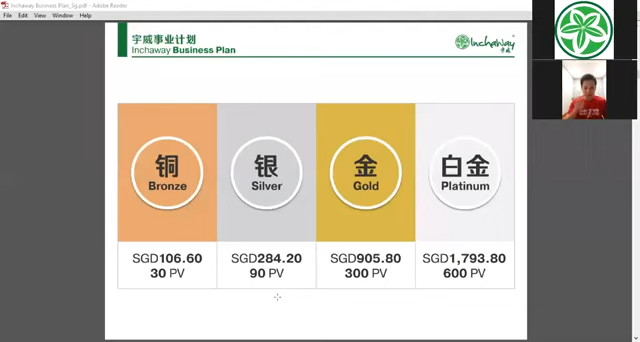 Inchaway Business Plan_Sg.pdf - Adobe Reader
File Edit View Window Help
宇威事业计划
Inchaway Business Plan
Inchaway
宇威
铜
Bronze
银
Silver
金
Gold
白金
Platinum
SGD106.60
30 PV
SGD284.20
90 PV
SGD905.80
300 PV
SGD1,793.80
600 PV